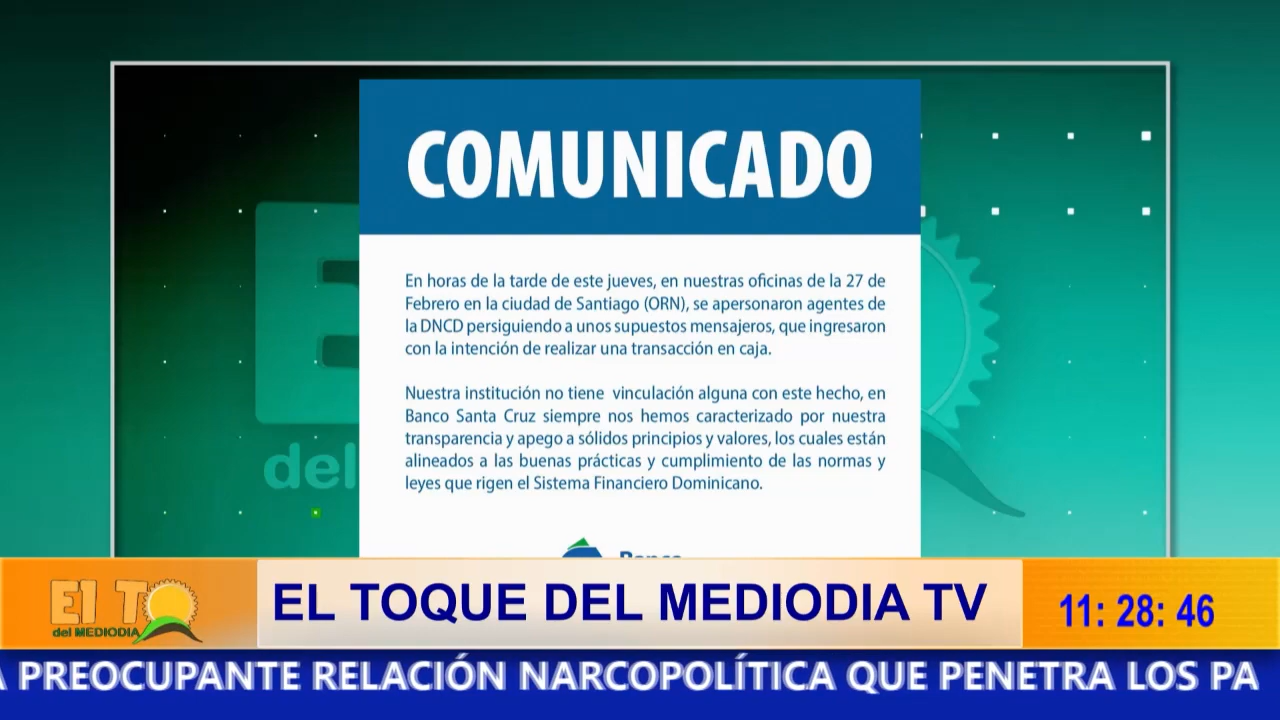 COMUNICADO
En horas de la tarde de este jueves, en nuestras oficinas de la 27 de
Febrero en la ciudad de Santiago (ORN), se apersonaron agentes de
la DNCD persiguiendo a unos supuestos mensajeros, que ingresaron
con la intención de realizar una transacción en caja.
Nuestra institución no tiene vinculación alguna con este hecho, en
Banco Santa Cruz siempre nos hemos caracterizado por nuestra
transparencia y apego a sólidos principios y valores, los cuales están
alineados a las buenas prácticas y cumplimiento de las normas y
leyes que rigen el Sistema Financiero Dominicano.
del
Banco
El T
del MEDIODIA
EL TOQUE DEL MEDIODIA TV
11: 28: 46
A PREOCUPANTE RELACIÓN NARCOPOLÍTICA QUE PENETRA LOS PA